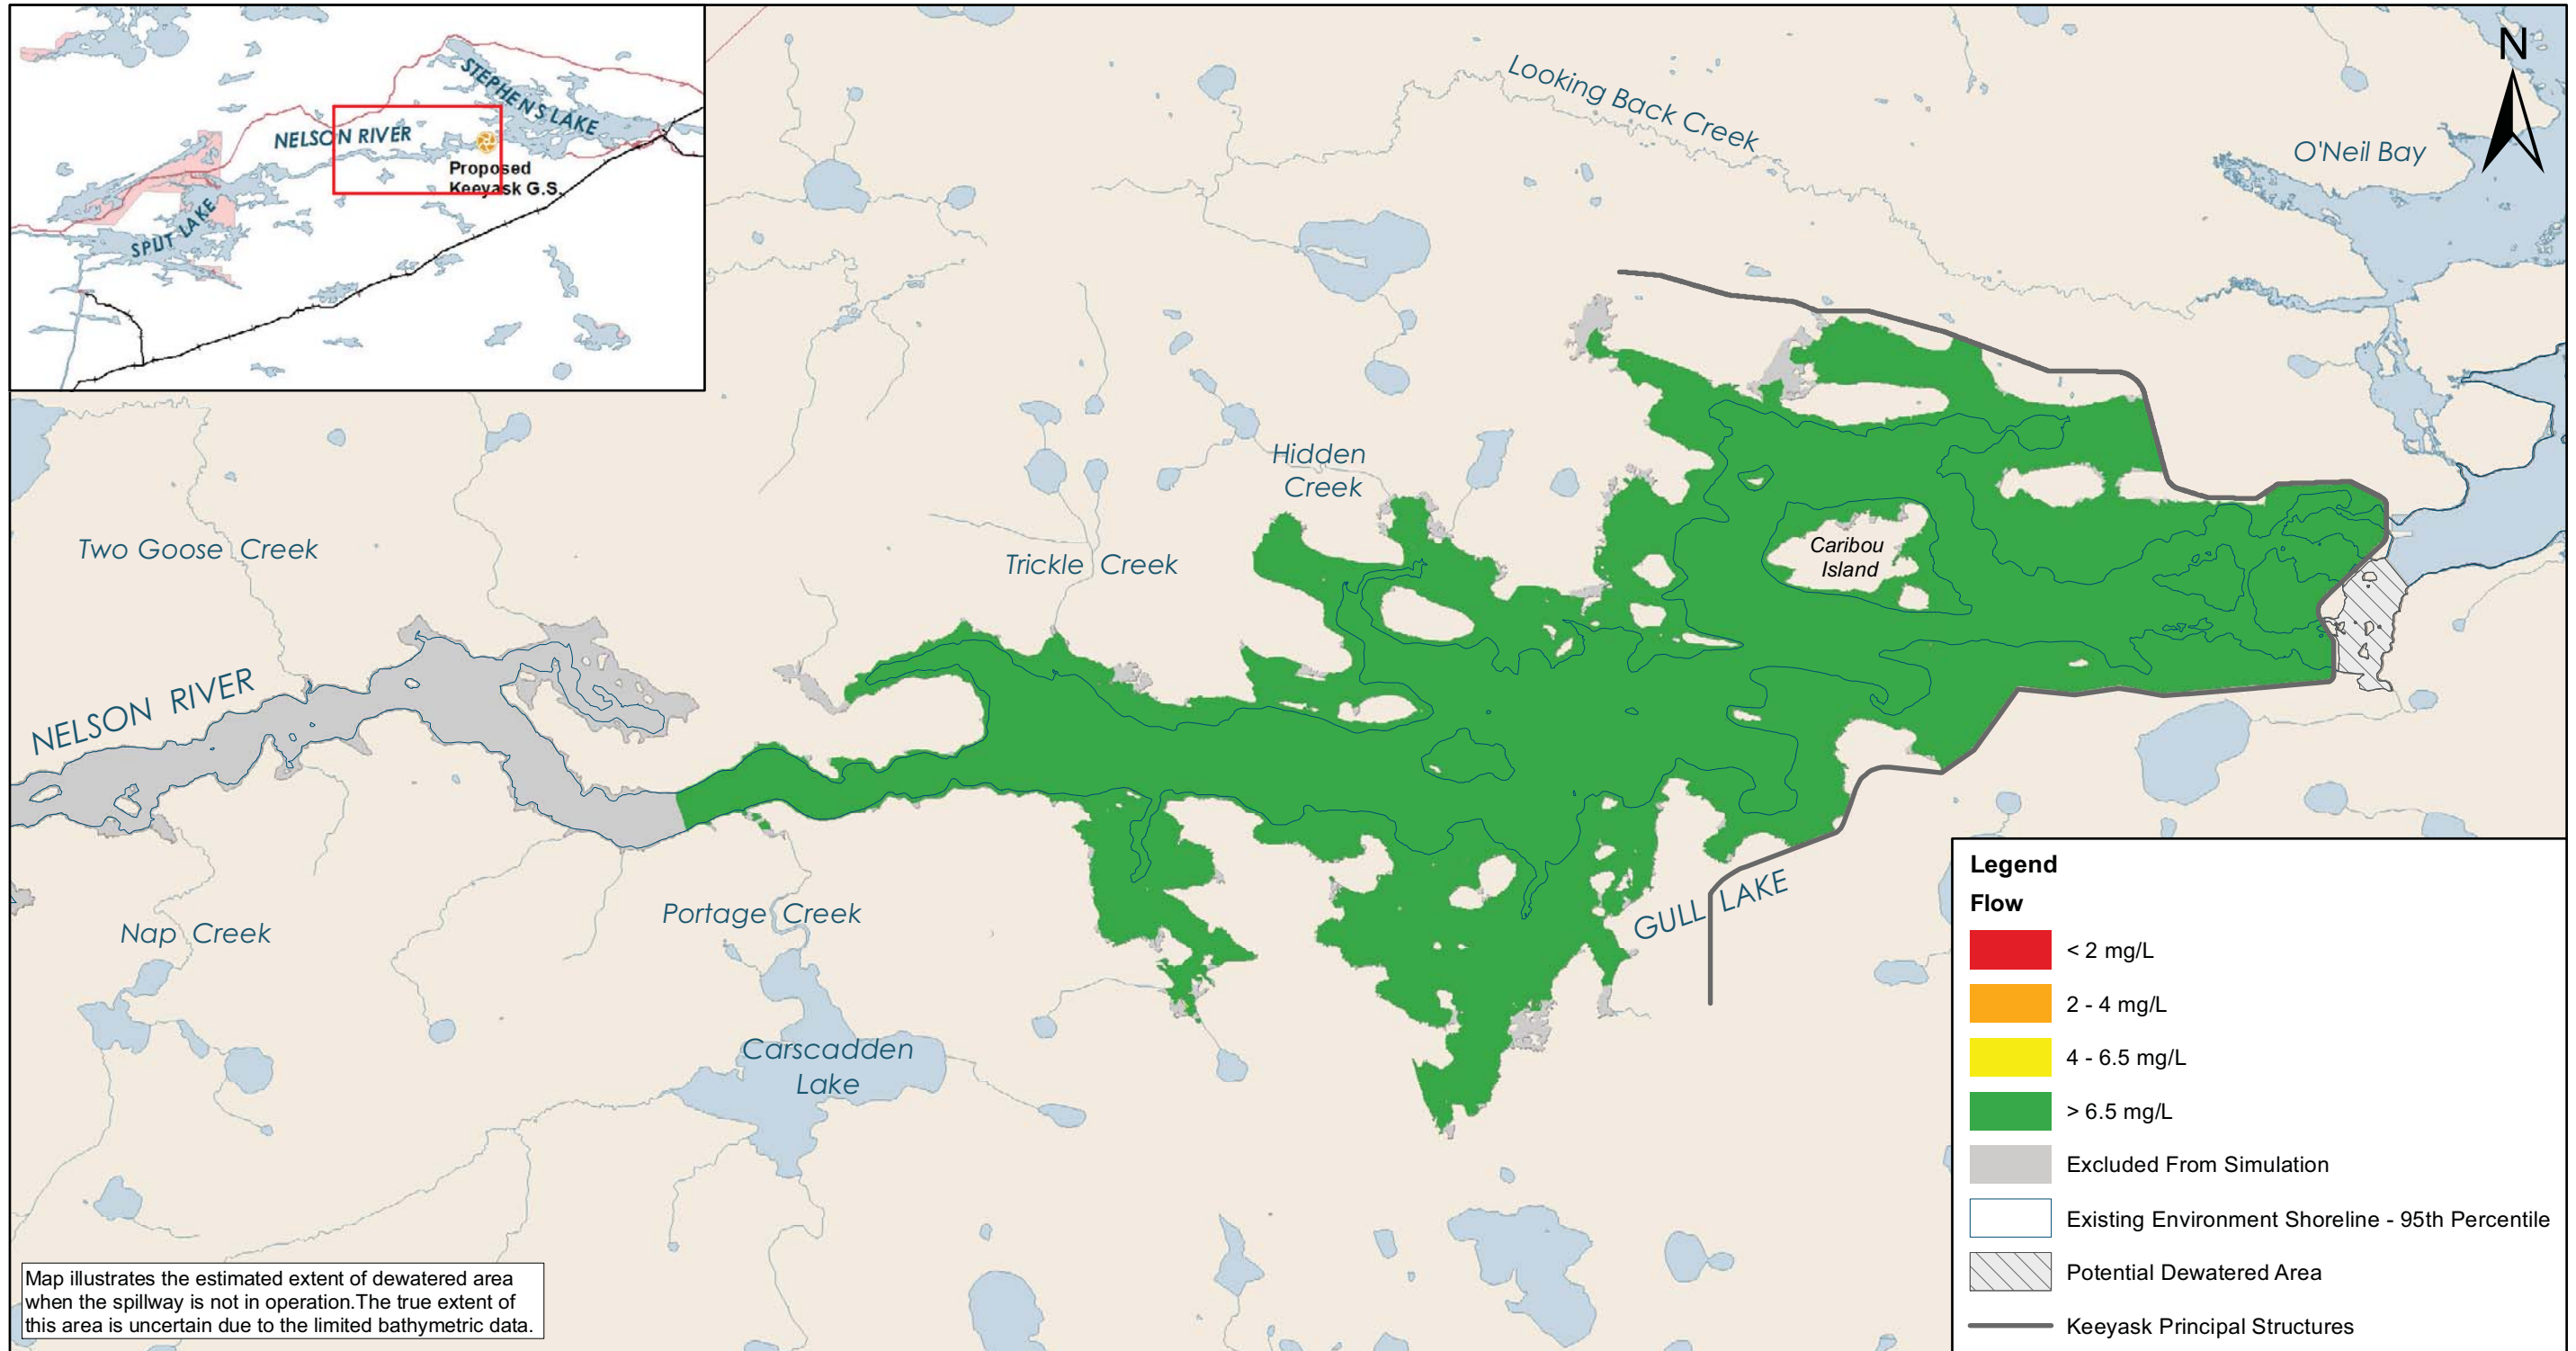 STEPHENS LAKE
NELSON RIVER
Proposed
Keeyask G.S.
SPLIT LAKE
N
Looking Back Creek
O'Neil Bay
Hidden
Creek
Two Goose Creek
Trickle Creek
Caribou
Island
NELSON RIVER
Portage Creek
GULL LAKE
Nap Creek
Carscadden
Lake
Legend
Flow
< 2 mg/L
2 - 4 mg/L
4 - 6.5 mg/L
> 6.5 mg/L
Excluded From Simulation
Existing Environment Shoreline - 95th Percentile
Potential Dewatered Area
Keeyask Principal Structures
Map illustrates the estimated extent of dewatered area
when the spillway is not in operation.The true extent of
this area is uncertain due to the limited bathymetric data.